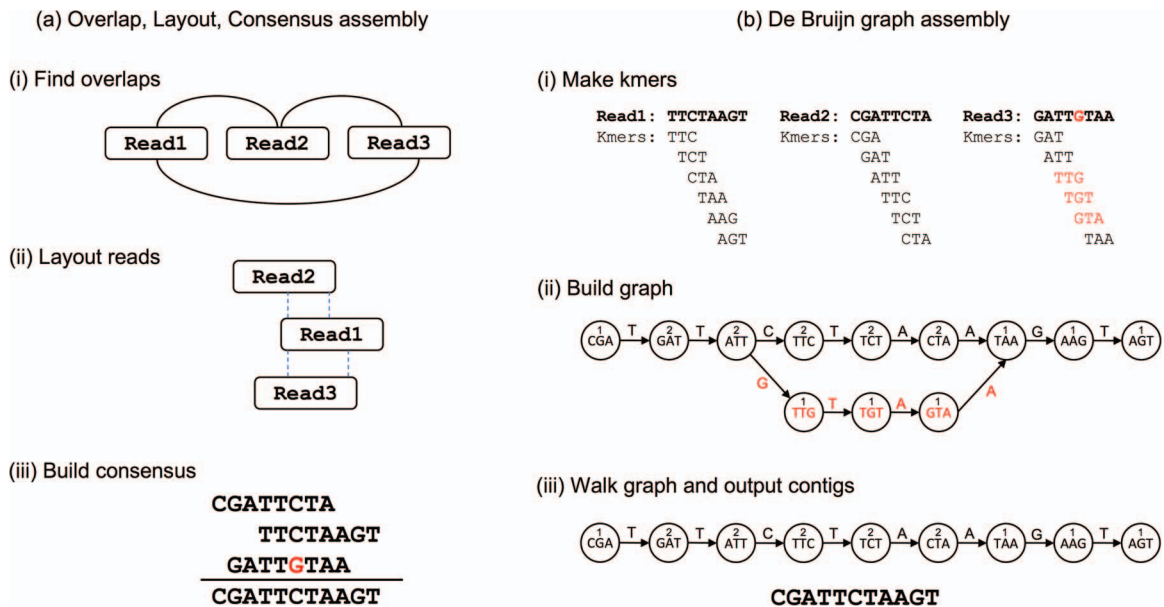 (a) Overlap, Layout, Consensus assembly
(i) Find overlaps
Read1 Read2 Read3
(ii) Layout reads
Read2
Read1
Read3
(iii) Build consensus
CGATTCTA
TTCTAAGT
GATTGTAA
CGATTCTAAGT
(b) De Bruijn graph assembly
(i) Make kmers
Read1: TTCTAAGT Read2: CGATTCTA Read3: GATTGTAA
Kmers: TTC Kmers: CGA Kmers: GAT
TCT GAT ATT
CTA ATT TTG
TAA TTC TGT
AAG TCT GTA
AGT CTA TAA
(ii) Build graph
T T C T A A G T
1 2 2 2 2 2 1 1 1
CGA GAT ATT TTC TCT CTA TAA AAG AGT
G T A A
1 1 1
TTG TGT GTA
(iii) Walk graph and output contigs
T T C T A A G T
1 2 2 2 2 2 1 1 1
CGA GAT ATT TTC TCT CTA TAA AAG AGT
CGATTCTAAGT